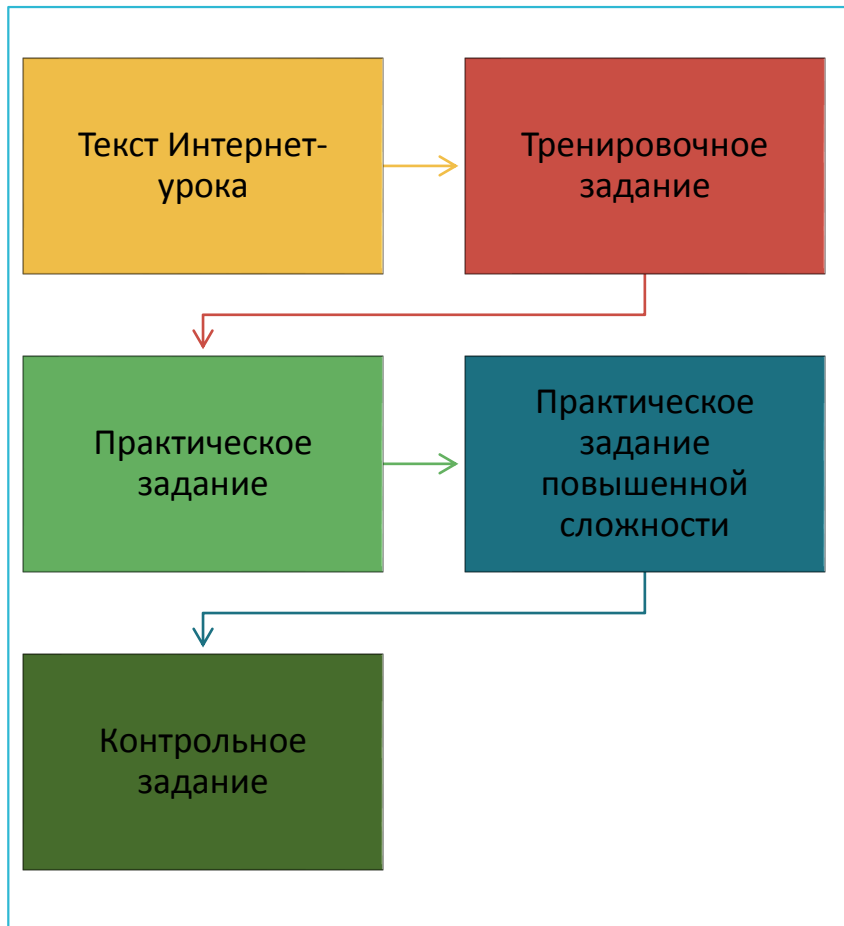 Текст Интернет-
урока
Тренировочное
задание
Практическое
задание
Практическое
задание
повышенной
сложности
Контрольное
задание